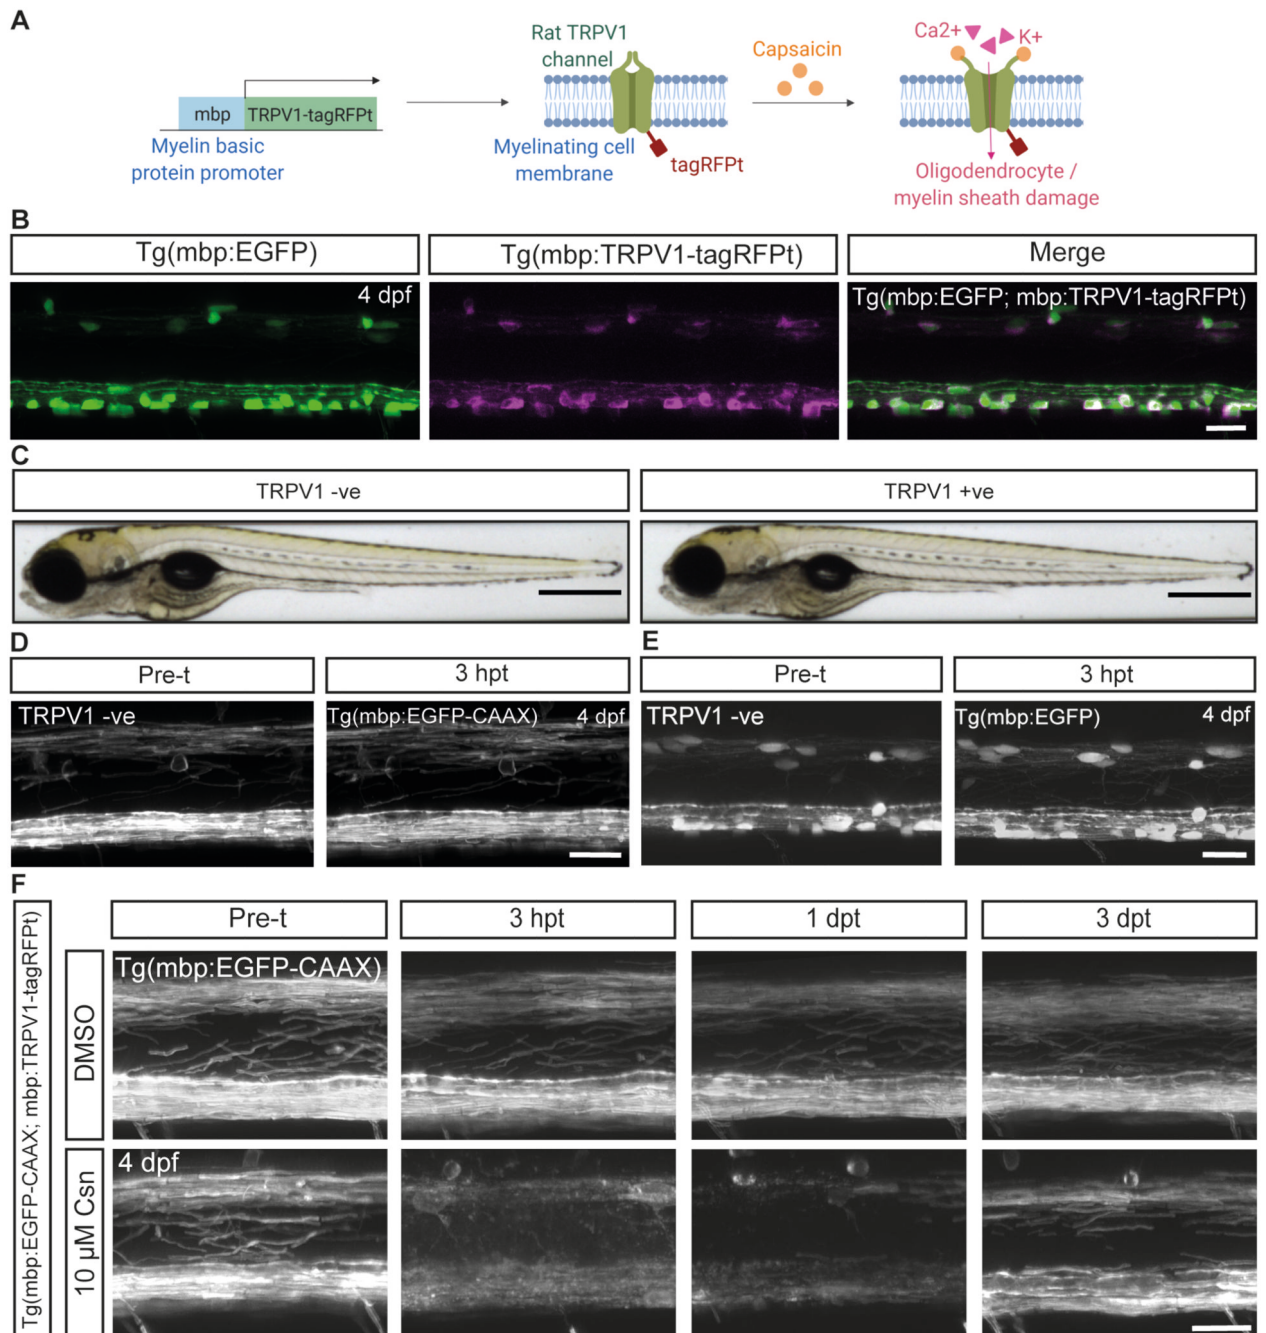 A
Rat TRPV1
channel
Capsaicin
Ca2+
K+
mbp
TRPV1-tagRFPt
Myelin basic
protein promoter
Myelinating cell
membrane
tagRFPt
Oligodendrocyte /
myelin sheath damage
B
Tg(mbp:EGFP)
Tg(mbp:TRPV1-tagRFPt)
Merge
4 dpf
Tg(mbp:EGFP; mbp:TRPV1-tagRFPt)
C
TRPV1 -ve
TRPV1 +ve
D
Pre-t
3 hpt
TRPV1 -ve
Tg(mbp:EGFP-CAAX)
4 dpf
E
Pre-t
3 hpt
TRPV1 -ve
Tg(mbp:EGFP)
4 dpf
F
Pre-t
3 hpt
1 dpt
3 dpt
Tg(mbp:EGFP-CAAX; mbp:TRPV1-tagRFPt)
DMSO
Tg(mbp:EGFP-CAAX)
10 µM Csn
4 dpf